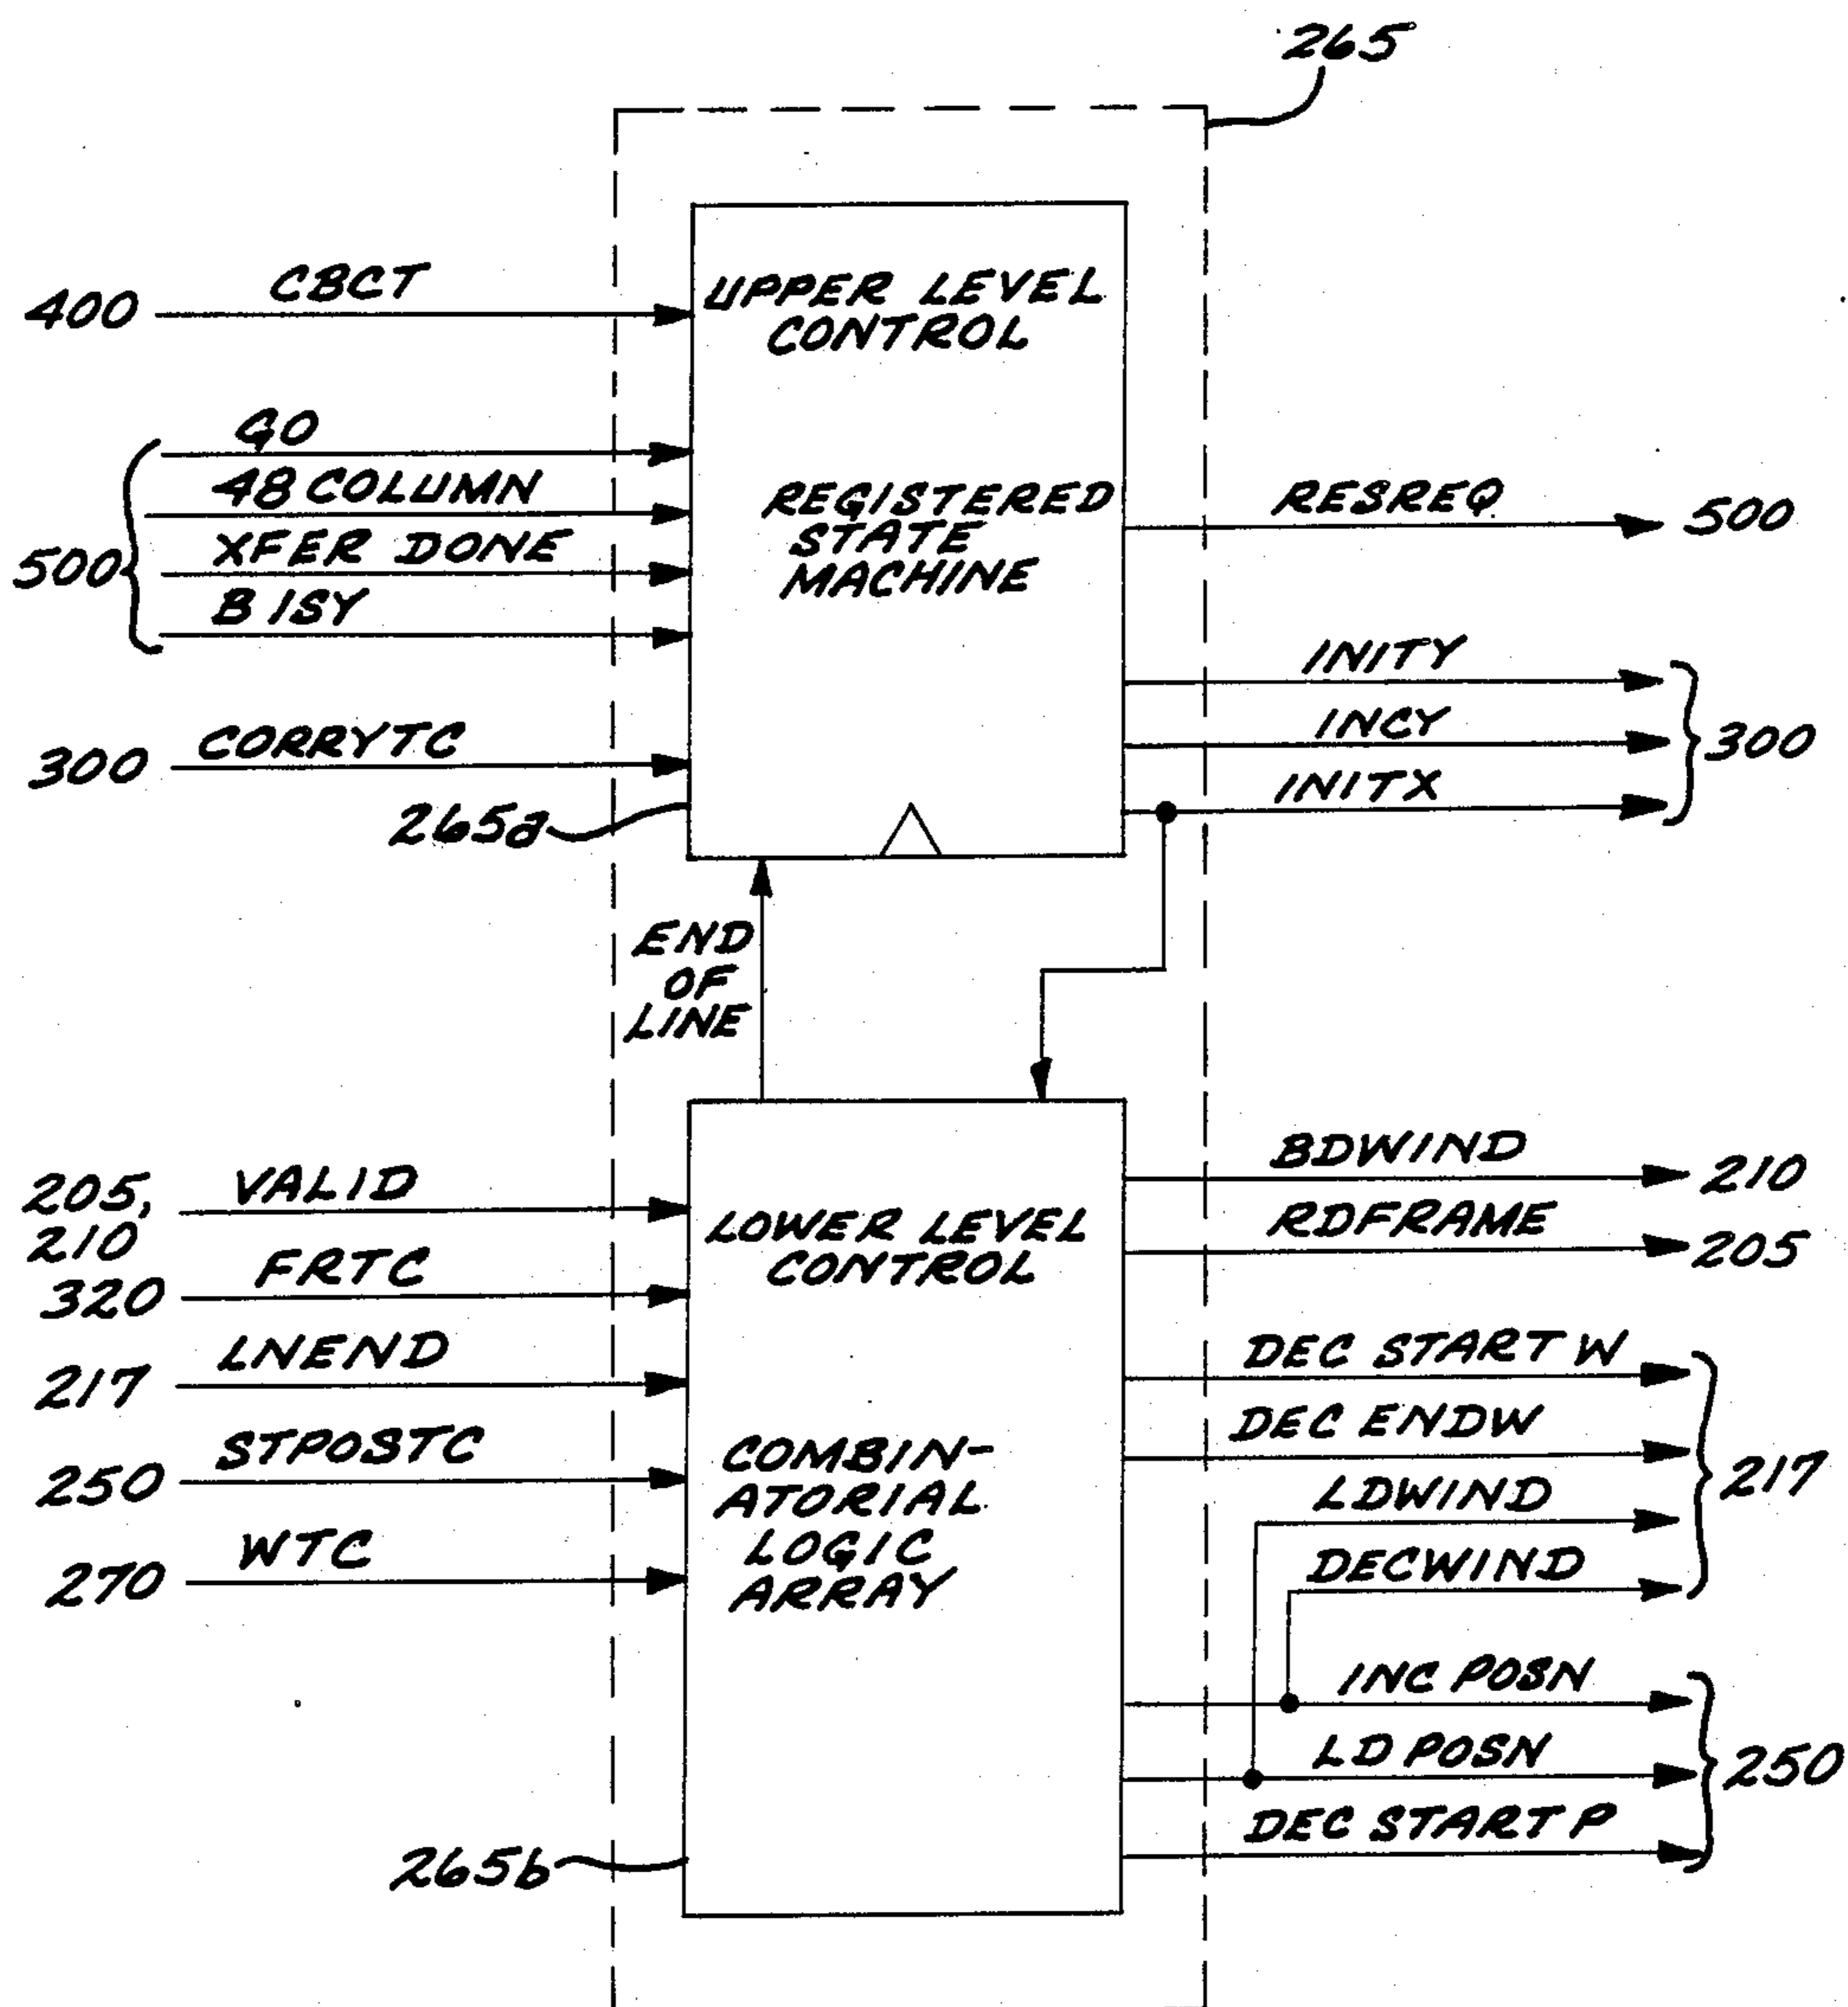 265
400
CBCT
UPPER LEVEL
CONTROL
GO
48 COLUMN
XFER DONE
B ISY
500
REGISTERED
STATE
MACHINE
RESREQ
500
INITY
INCY
INITX
300
300
CORRYTC
265a
END
OF
LINE
205,
210
VALID
320
FRTC
217
LNEND
250
STPOSTC
270
WTC
LOWER LEVEL
CONTROL
COMBIN-
ATORIAL
LOGIC
ARRAY
BDWIND
210
RDFRAME
205
DEC START W
DEC ENDW
LDWIND
DECWIND
217
INC POSN
LD POSN
DEC START P
250
265b